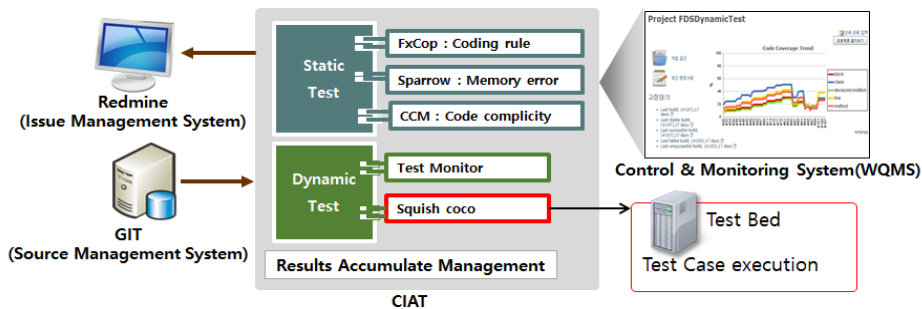 Redmine
(Issue Management System)
GIT
(Source Management System)
Static
Test
FxCop : Coding rule
Sparrow : Memory error
CCM : Code complicity
Dynamic
Test
Test Monitor
Squish coco
Results Accumulate Management
CIAT
Project FDSDynamicTest
Code Coverage Trend
Control & Monitoring System(WQMS)
Test Bed
Test Case execution